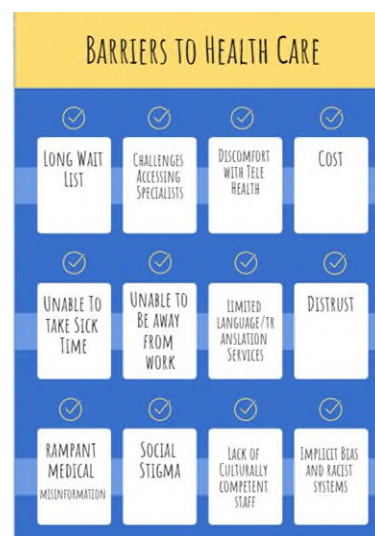 BARRIERS TO HEALTH CARE
LONG WAIT
LIST
CHALLENGES
ACCESSING
SPECIALISTS
DISCOMFORT
WITH TELE
HEALTH
COST
UNABLE TO
TAKE SICK
TIME
UNABLE TO
BE AWAY
FROM
WORK
LIMITED
LANGUAGE/TR
ANSLATION
SERVICES
DISTRUST
RAMPANT
MEDICAL
MISINFORMATION
SOCIAL
STIGMA
LACK OF
CULTURALLY
COMPETENT
STAFF
IMPLICIT BIAS
AND RACIST
SYSTEMS